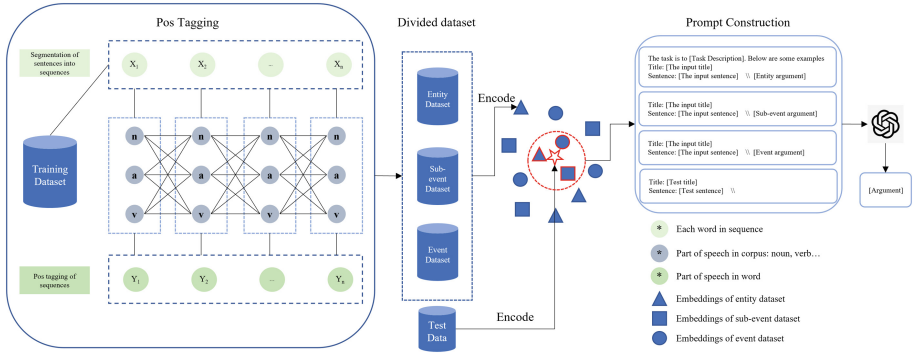 Pos Tagging
Segmentation of
sentences into
sequences
X1
X2
...
Xn
Training
Dataset
n
n
n
n
a
a
a
a
v
v
v
v
Pos tagging of
sequences
Y1
Y2
...
Yn
Divided dataset
Entity
Dataset
Sub-
event
Dataset
Event
Dataset
Test
Data
Encode
Encode
Prompt Construction
The task is to [Task Description]. Below are some examples
Title: [The input title]
Sentence: [The input sentence] \\ [Entity argument]
Title: [The input title]
Sentence: [The input sentence] \\ [Sub-event argument]
Title: [The input title]
Sentence: [The input sentence] \\ [Event argument]
Title: [Test title]
Sentence: [Test sentence] \\
[Argument]
* Each word in sequence
* Part of speech in corpus: noun, verb…
* Part of speech in word
Embeddings of entity dataset
Embeddings of sub-event dataset
Embeddings of event dataset